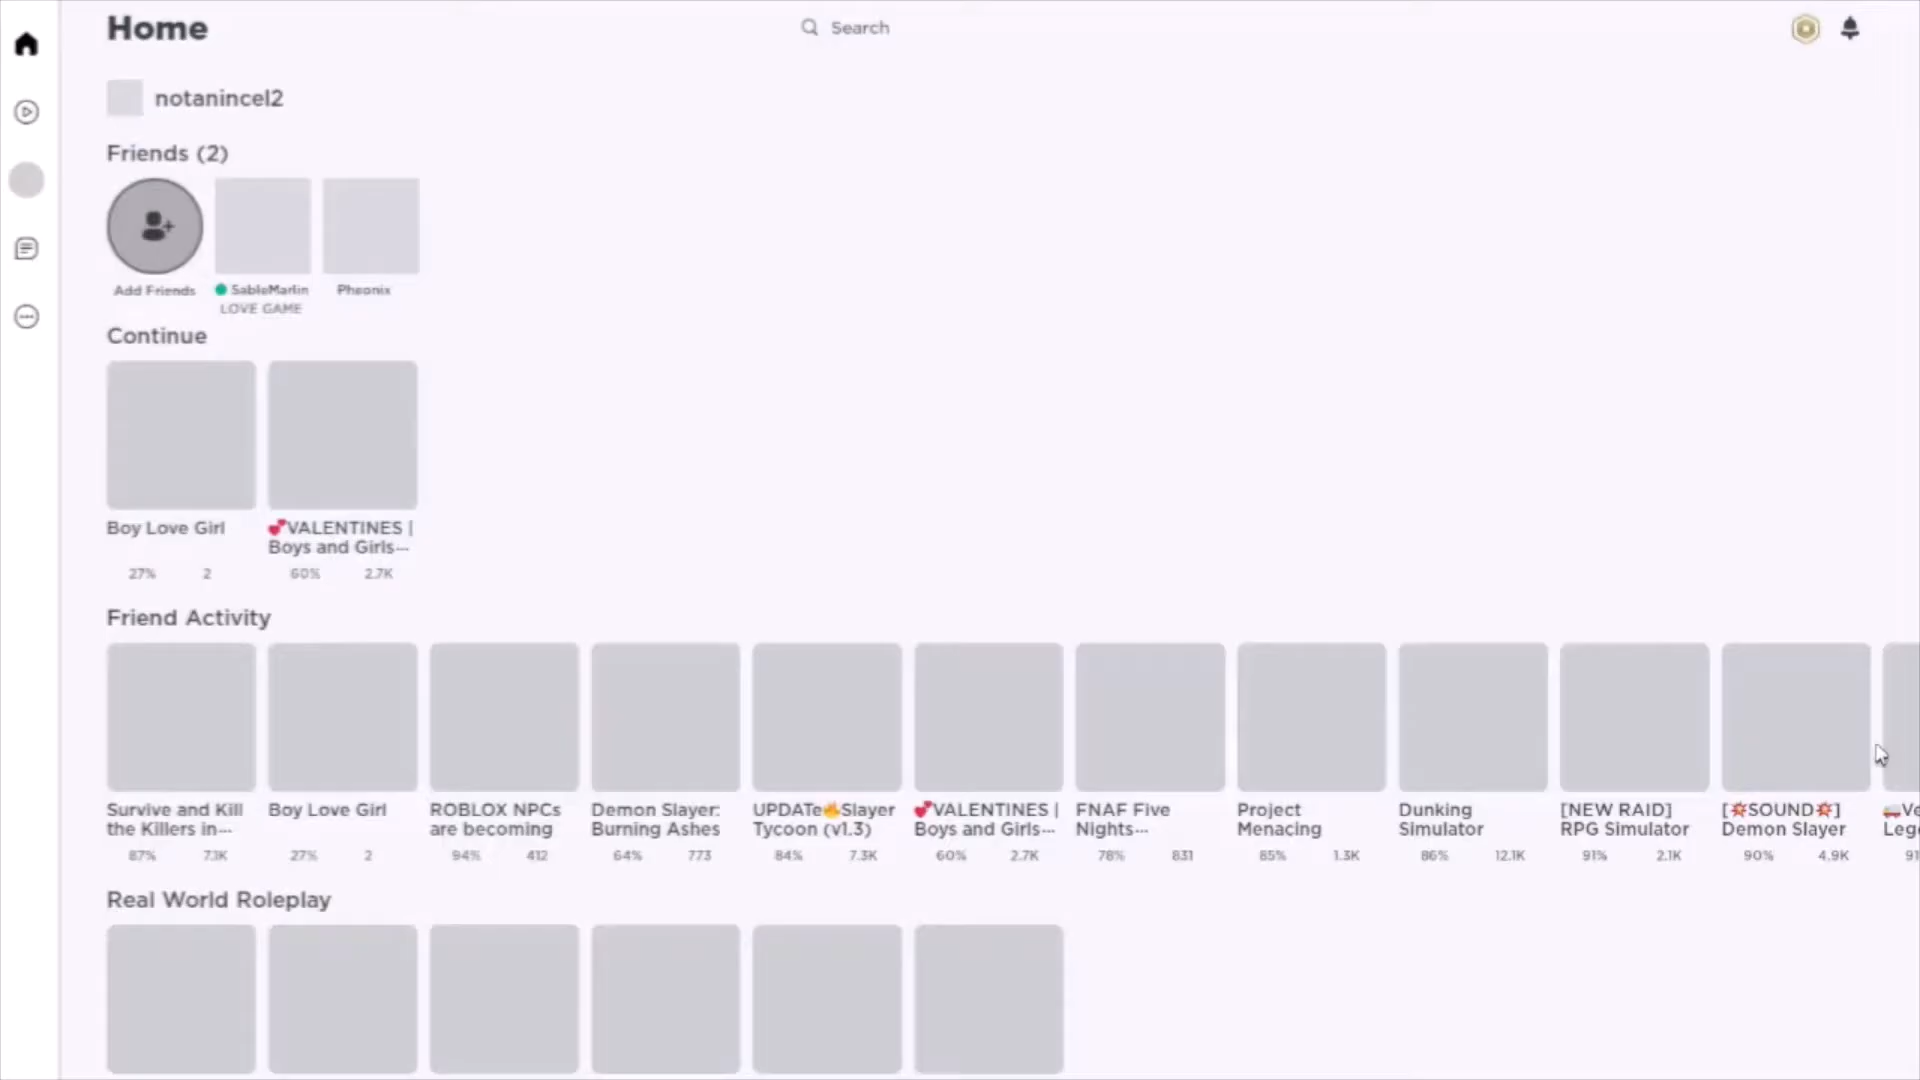 Home
Search
notanincel2
Friends (2)
Add Friends
SableMarlin
Pheonix
LOVE GAME
Continue
Boy Love Girl
💕VALENTINES |
Boys and Girls...
27% 2
60% 2.7K
Friend Activity
Survive and Kill
the Killers in...
87% 7.1K
Boy Love Girl
27% 2
ROBLOX NPCs
are becoming
94% 412
Demon Slayer:
Burning Ashes
64% 773
UPDATe🔥Slayer
Tycoon (v1.3)
84% 7.3K
💕VALENTINES |
Boys and Girls...
60% 2.7K
FNAF Five
Nights...
78% 831
Project
Menacing
85% 1.3K
Dunking
Simulator
86% 12.1K
[NEW RAID]
RPG Simulator
91% 2.1K
[💥SOUND💥]
Demon Slayer
90% 4.9K
🚛Ve
Lege
91
Real World Roleplay